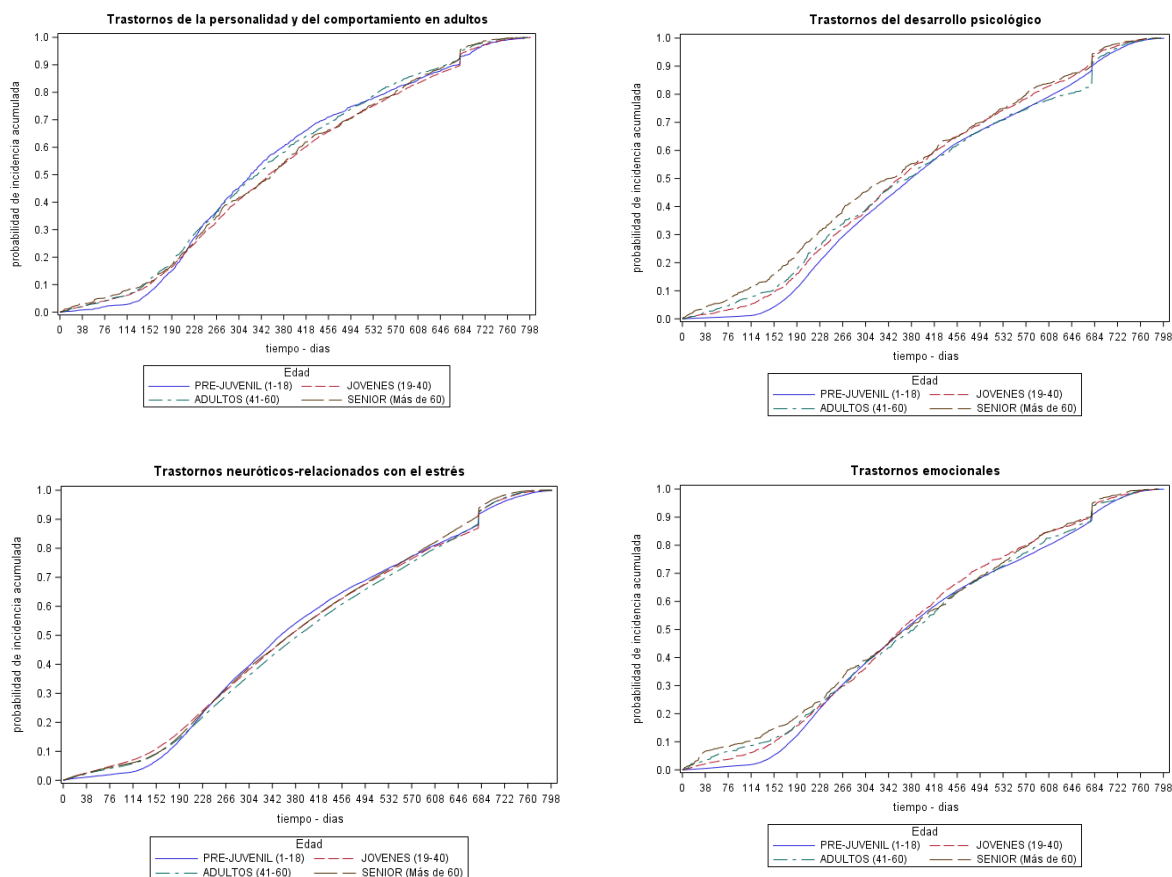 Trastornos de la personalidad y del comportamiento en adultos
probabilidad de incidencia acumulada
1.0
0.9
0.8
0.7
0.6
0.5
0.4
0.3
0.2
0.1
0.0
0 38 76 114 152 190 228 266 304 342 380 418 456 494 532 570 608 646 684 722 760 798
tiempo - dias
Edad
PRE-JUVENIL (1-18) JOVENES (19-40)
ADULTOS (41-60) SENIOR (Más de 60)
Trastornos del desarrollo psicológico
probabilidad de incidencia acumulada
1.0
0.9
0.8
0.7
0.6
0.5
0.4
0.3
0.2
0.1
0.0
0 38 76 114 152 190 228 266 304 342 380 418 456 494 532 570 608 646 684 722 760 798
tiempo - dias
Edad
PRE-JUVENIL (1-18) JOVENES (19-40)
ADULTOS (41-60) SENIOR (Más de 60)
Trastornos neuróticos-relacionados con el estrés
probabilidad de incidencia acumulada
1.0
0.9
0.8
0.7
0.6
0.5
0.4
0.3
0.2
0.1
0.0
0 38 76 114 152 190 228 266 304 342 380 418 456 494 532 570 608 646 684 722 760 798
tiempo - dias
Edad
PRE-JUVENIL (1-18) JOVENES (19-40)
ADULTOS (41-60) SENIOR (Más de 60)
Trastornos emocionales
probabilidad de incidencia acumulada
1.0
0.9
0.8
0.7
0.6
0.5
0.4
0.3
0.2
0.1
0.0
0 38 76 114 152 190 228 266 304 342 380 418 456 494 532 570 608 646 684 722 760 798
tiempo - dias
Edad
PRE-JUVENIL (1-18) JOVENES (19-40)
ADULTOS (41-60) SENIOR (Más de 60)